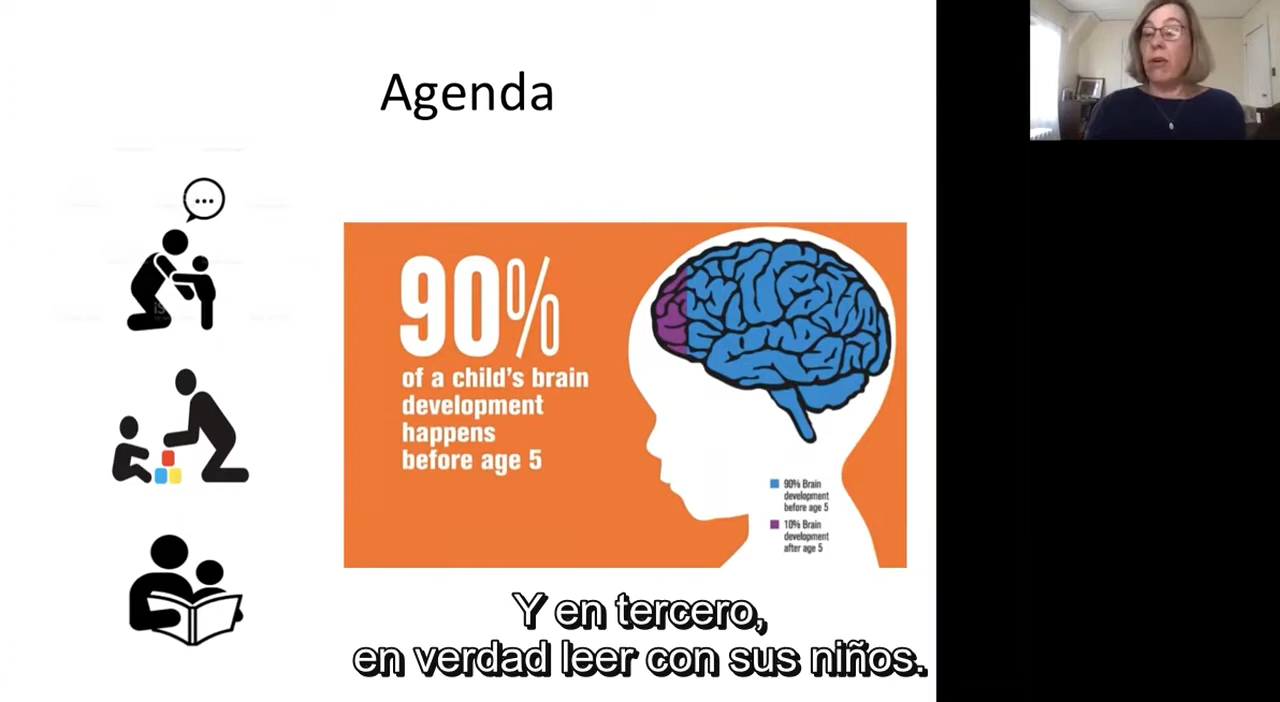 Agenda
90%
of a child's brain
development
happens
before age 5
90% Brain
development
before age 5
10% Brain
development
after age 5
Y en tercero,
en verdad leer con sus niños.